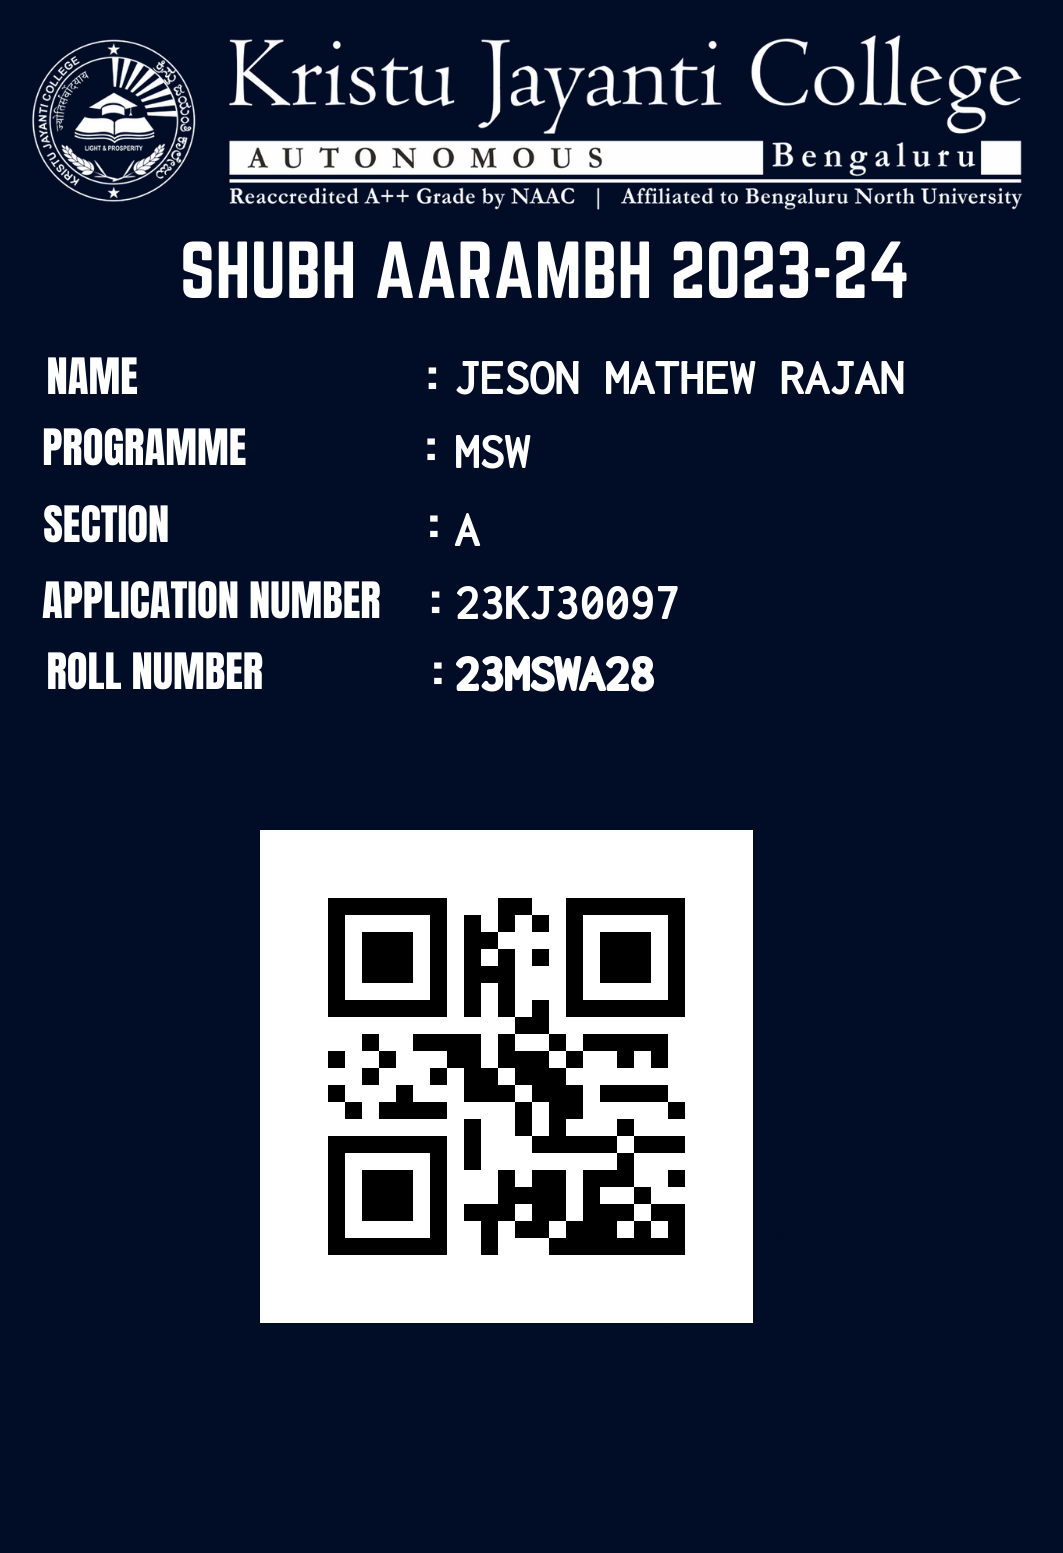 KRISTU JAYANTI COLLEGE
LIGHT & PROSPERITY
Kristu Jayanti College
AUTONOMOUS Bengaluru
Reaccredited A++ Grade by NAAC | Affiliated to Bengaluru North University
SHUBH AARAMBH 2023-24
NAME : JESON MATHEW RAJAN
PROGRAMME : MSW
SECTION : A
APPLICATION NUMBER : 23KJ30097
ROLL NUMBER : 23MSWA28